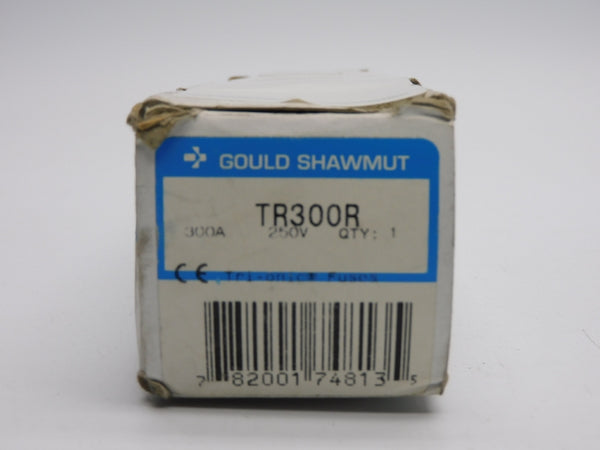 GOULD SHAWMUT
TR300R
300A 250V QTY: 1
CE Tri-onic® Fuses
7 82001 74813 5